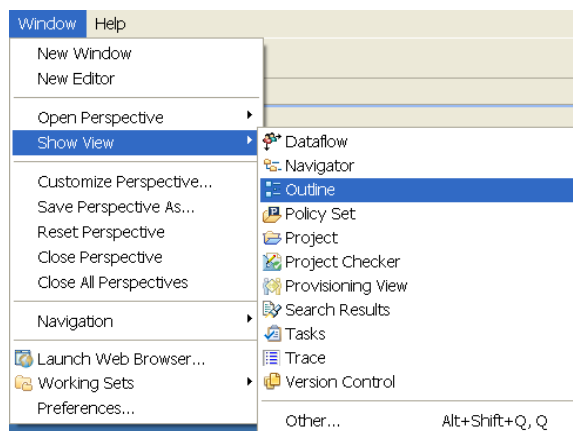 Window Help
New Window
New Editor
Open Perspective
Show View
Dataflow
Navigator
Outline
Policy Set
Project
Project Checker
Provisioning View
Search Results
Tasks
Trace
Version Control
Other... Alt+Shift+Q, Q
Customize Perspective...
Save Perspective As...
Reset Perspective
Close Perspective
Close All Perspectives
Navigation
Launch Web Browser...
Working Sets
Preferences...